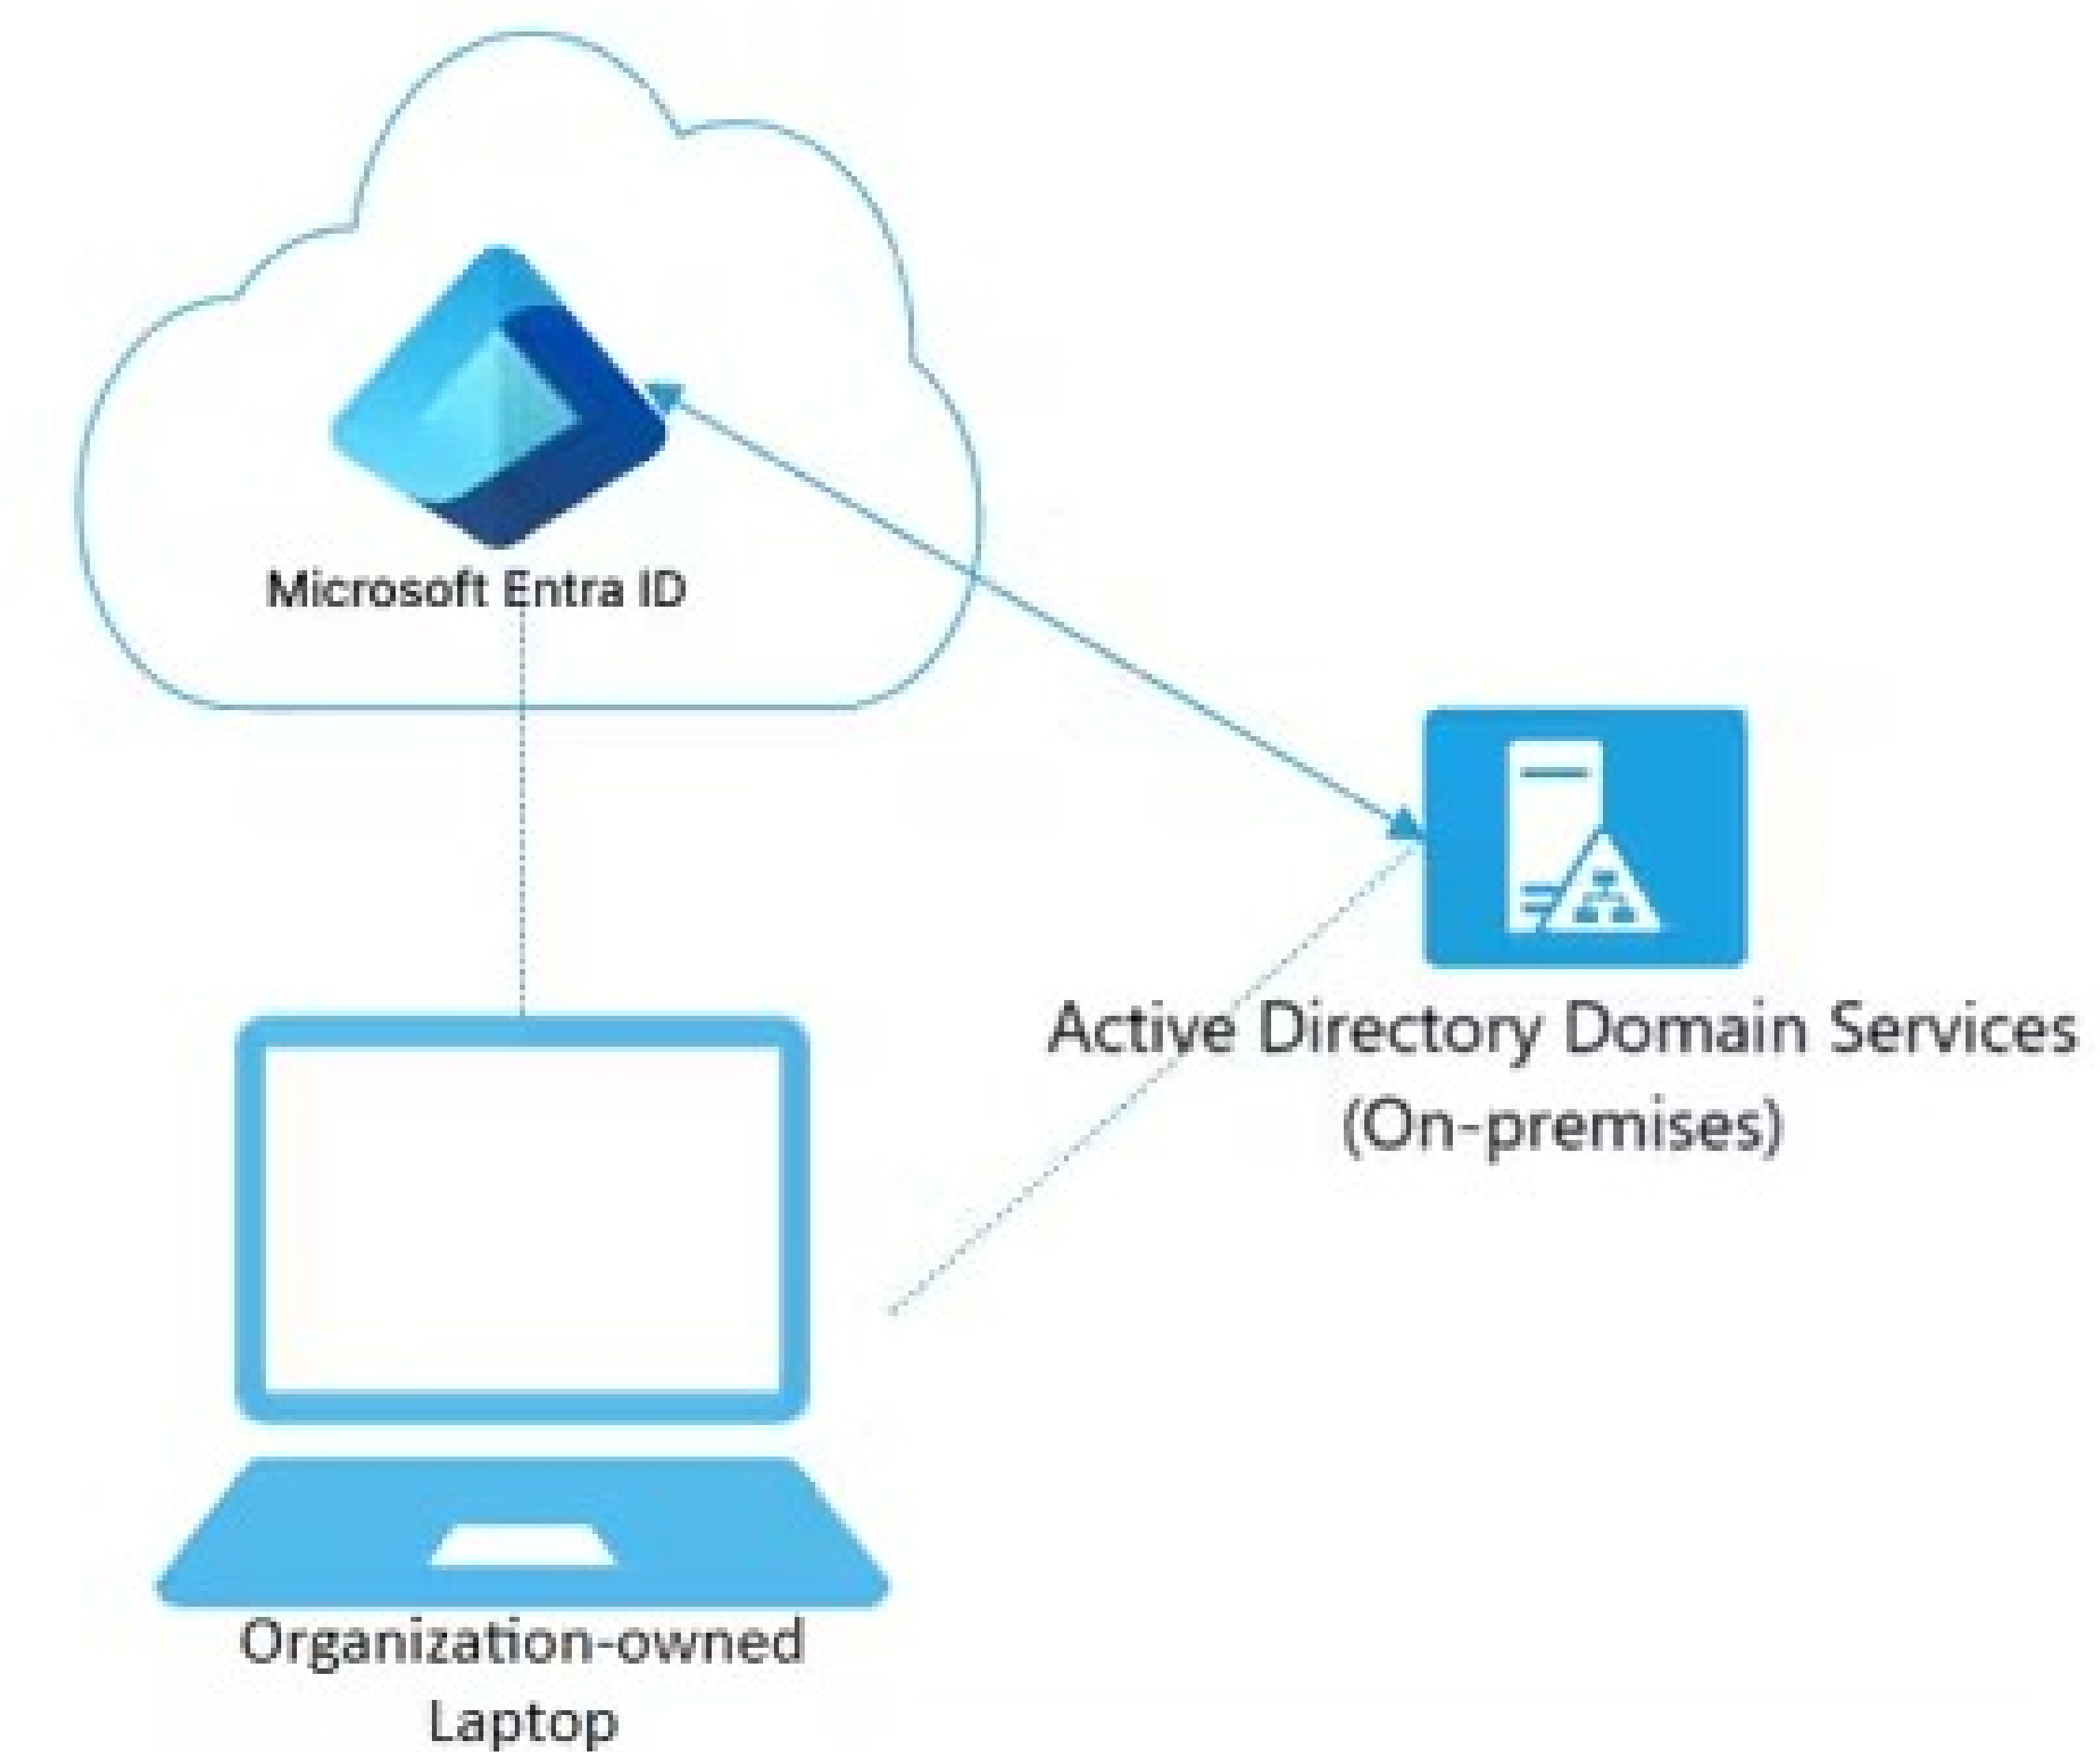 Microsoft Entra ID
Active Directory Domain Services
(On-premises)
Organization-owned
Laptop